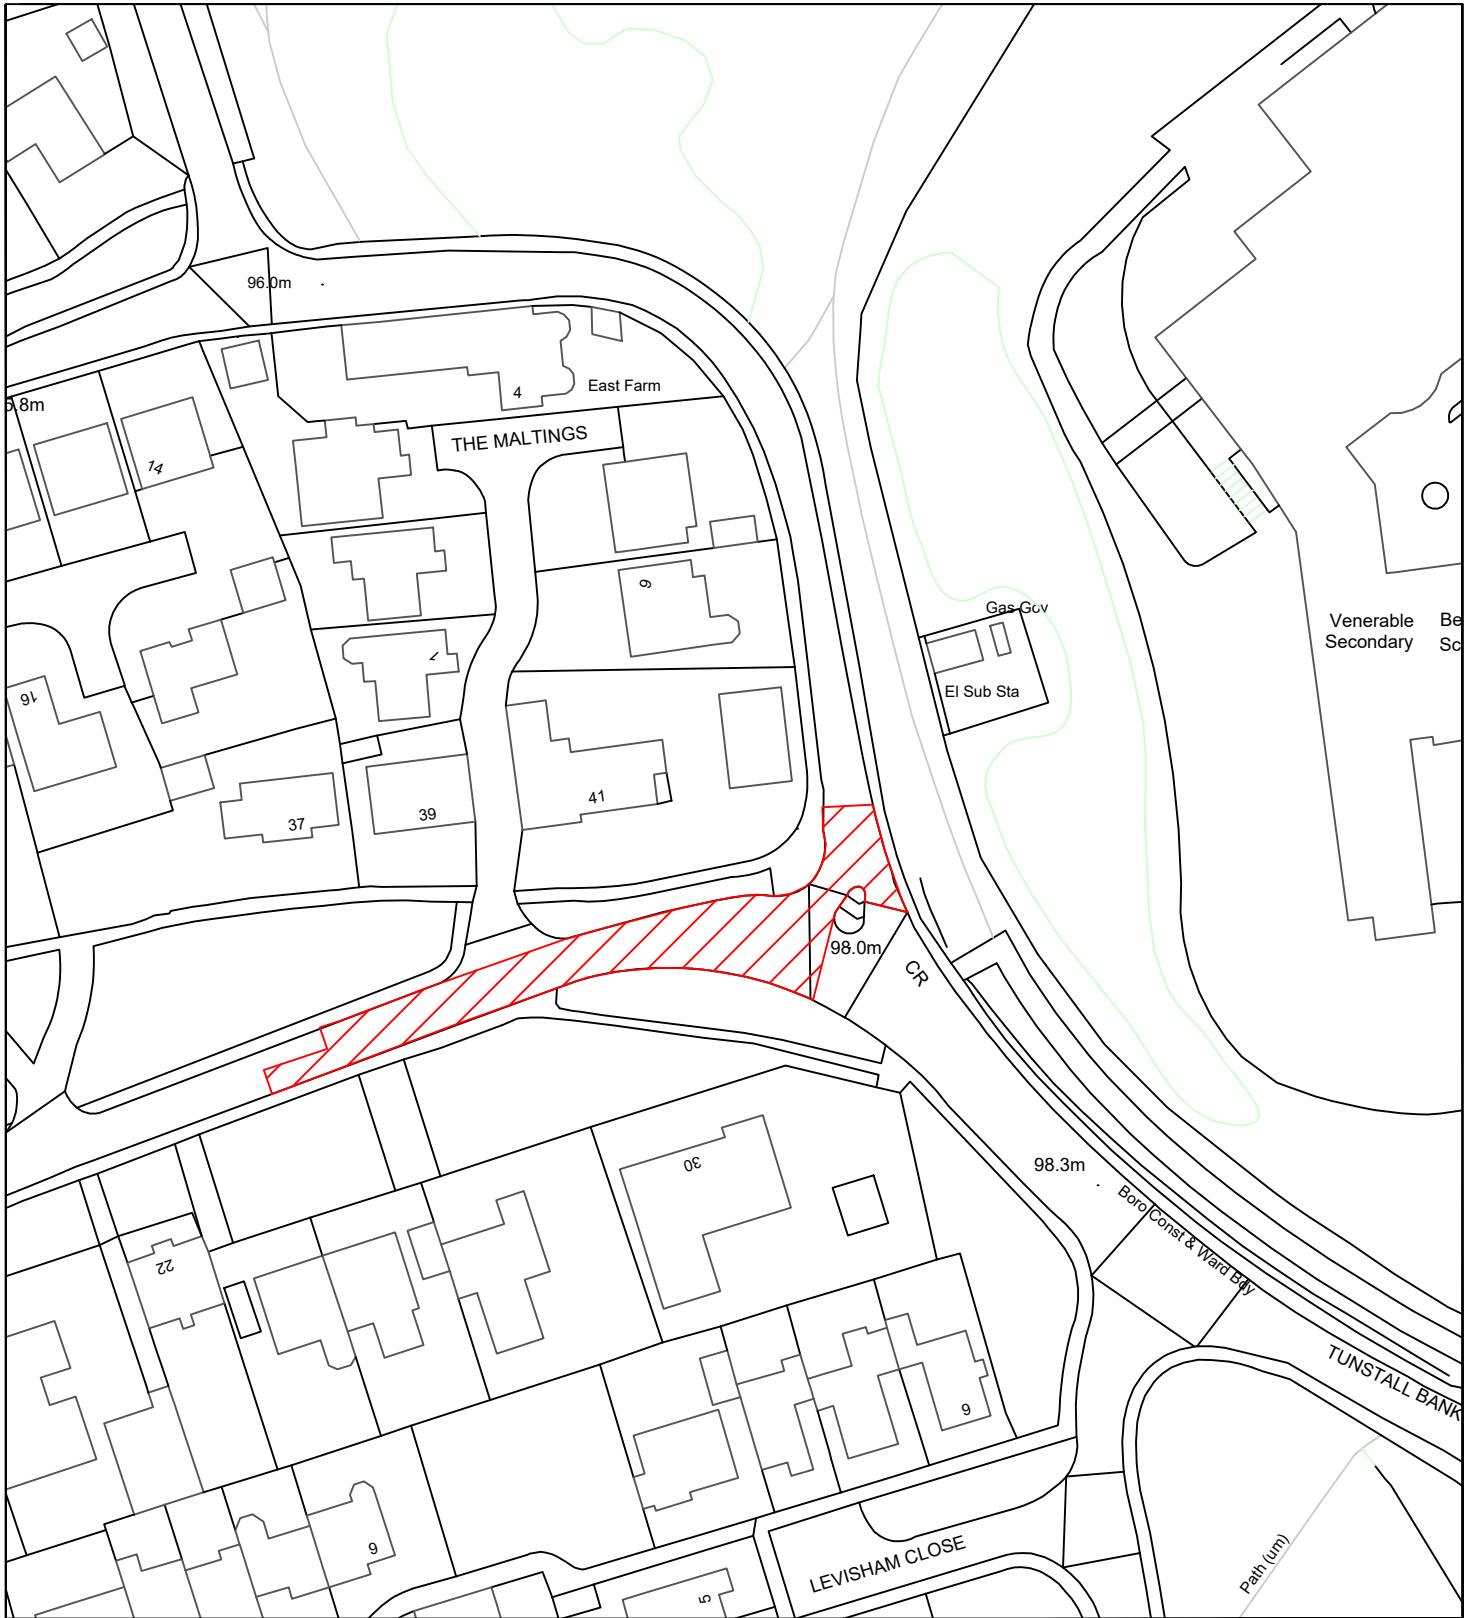 96.0m
5.8m
4
East Farm
THE MALTINGS
14
9
Gas Gov
Venerable Be
Secondary Sc
7
16
El Sub Sta
41
37
39
98.0m
CR
98.3m
30
Boro Const & Ward Bdy
22
TUNSTALL BANK
9
9
LEVISHAM CLOSE
Path (um)
5